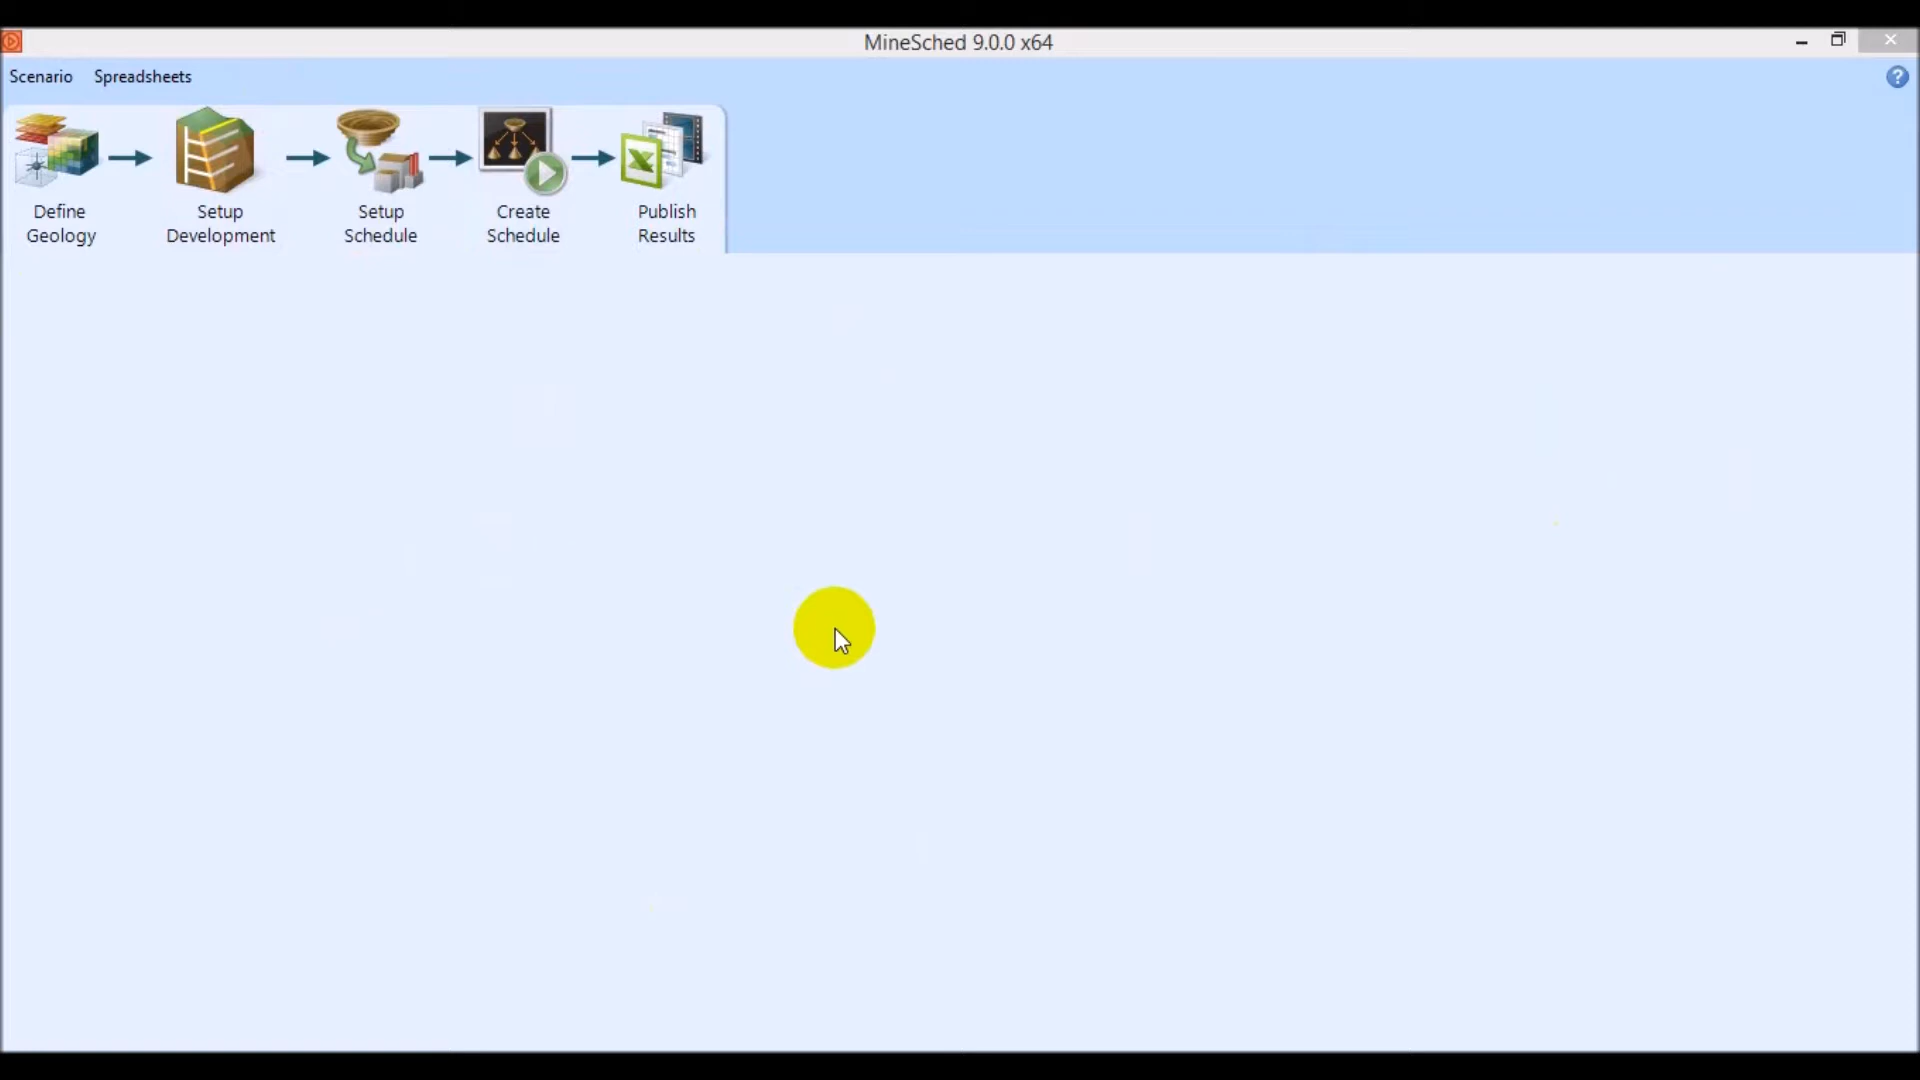 MineSched 9.0.0 x64
Scenario Spreadsheets
Define Geology
Setup Development
Setup Schedule
Create Schedule
Publish Results